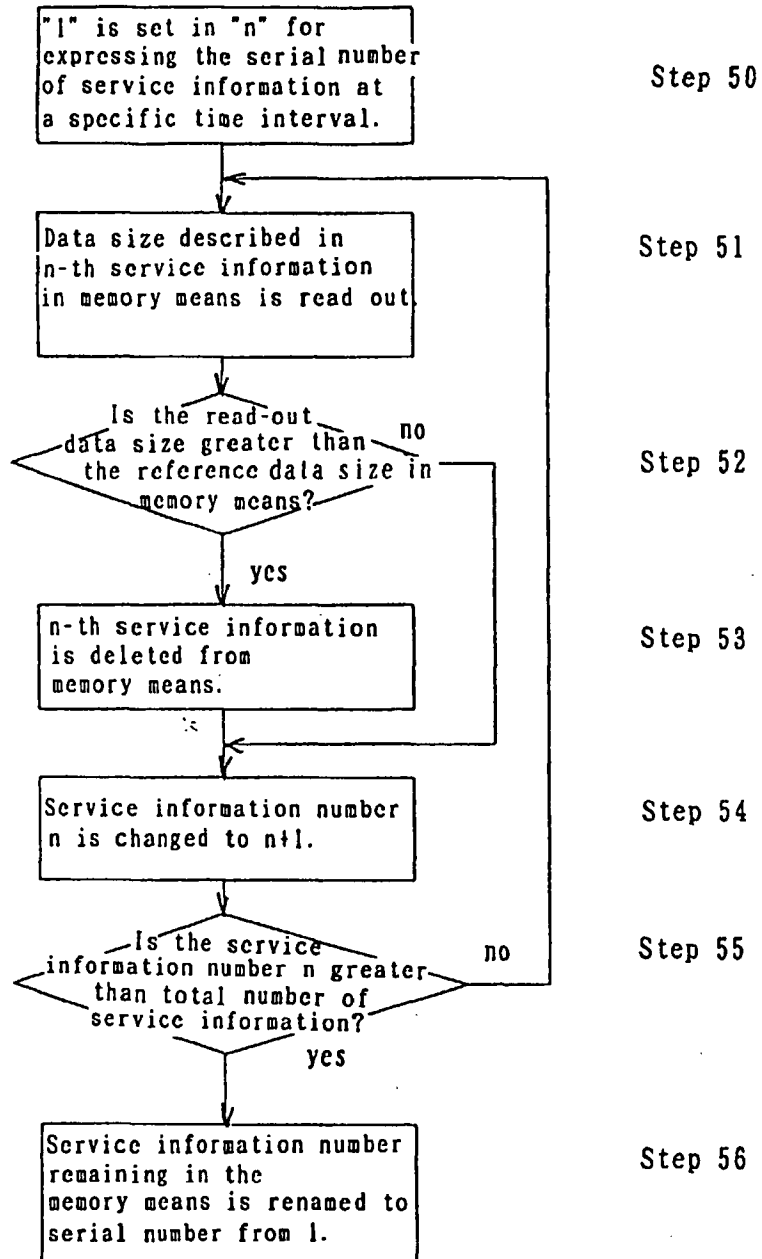 "1" is set in "n" for
expressing the serial number
of service information at
a specific time interval.
Step 50
Data size described in
n-th service information
in memory means is read out.
Step 51
Is the read-out
data size greater than
the reference data size in
memory means?
no
Step 52
yes
n-th service information
is deleted from
memory means.
Step 53
Service information number
n is changed to n+1.
Step 54
Is the service
information number n greater
than total number of
service information?
no
Step 55
yes
Service information number
remaining in the
memory means is renamed to
serial number from 1.
Step 56